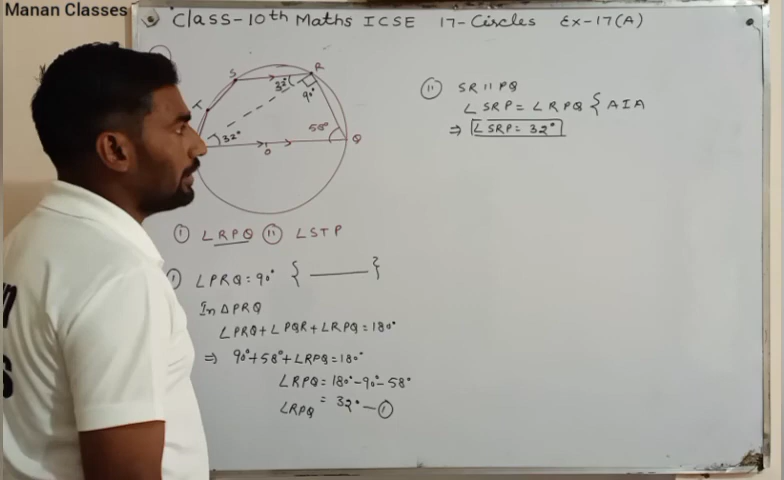 Manan Classes
Class-10th Maths ICSE 17-Circles Ex-17(A)
S R
32°
90°
T
32° 58° Q
O
(i) ∠RPQ (ii) ∠STP
(i) ∠PRQ = 90° { —— }
In △PRQ
∠PRQ + ∠PQR + ∠RPQ = 180°
⇒ 90° + 58° + ∠RPQ = 180°
∠RPQ = 180° - 90° - 58°
∠RPQ = 32° - (1)
(ii) SR || PQ
∠SRP = ∠RPQ { AIA
⇒ ∠SRP = 32°